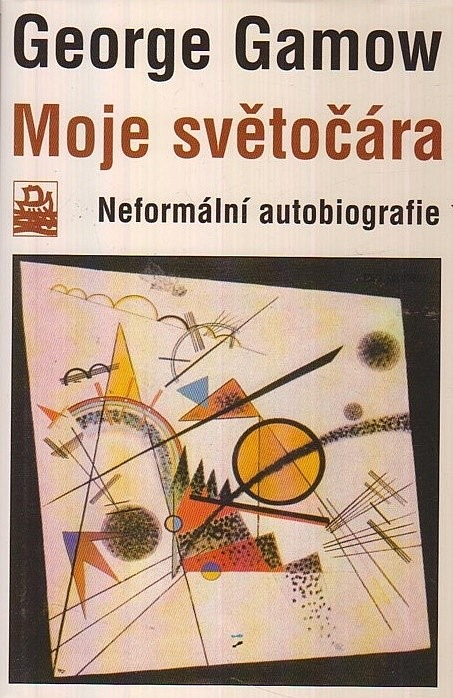 George Gamow
Moje světočára
Neformální autobiografie